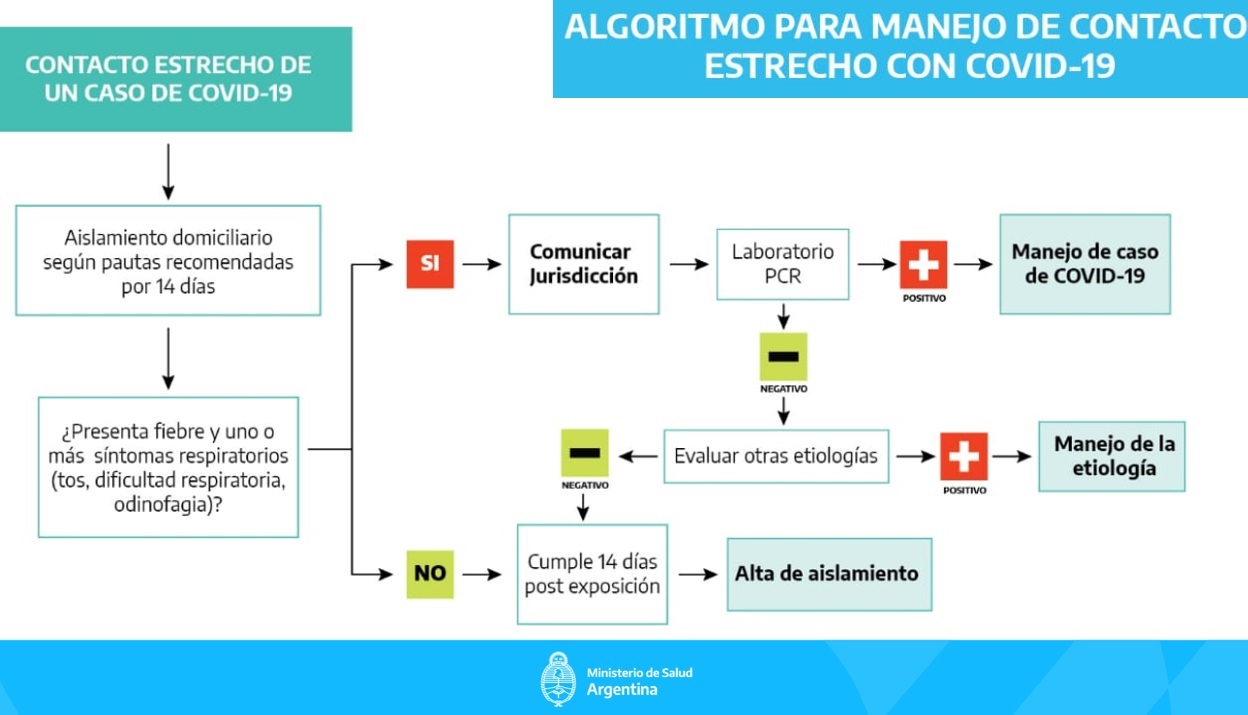 ALGORITMO PARA MANEJO DE CONTACTO
ESTRECHO CON COVID-19
CONTACTO ESTRECHO DE
UN CASO DE COVID-19
Aislamiento domiciliario
según pautas recomendadas
por 14 días
¿Presenta fiebre y uno o
más síntomas respiratorios
(tos, dificultad respiratoria,
odinofagia)?
SI
Comunicar
Jurisdicción
Laboratorio
PCR
POSITIVO
Manejo de caso
de COVID-19
NEGATIVO
Evaluar otras etiologías
POSITIVO
Manejo de la
etiología
NEGATIVO
NO
Cumple 14 días
post exposición
Alta de aislamiento
Ministerio de Salud
Argentina